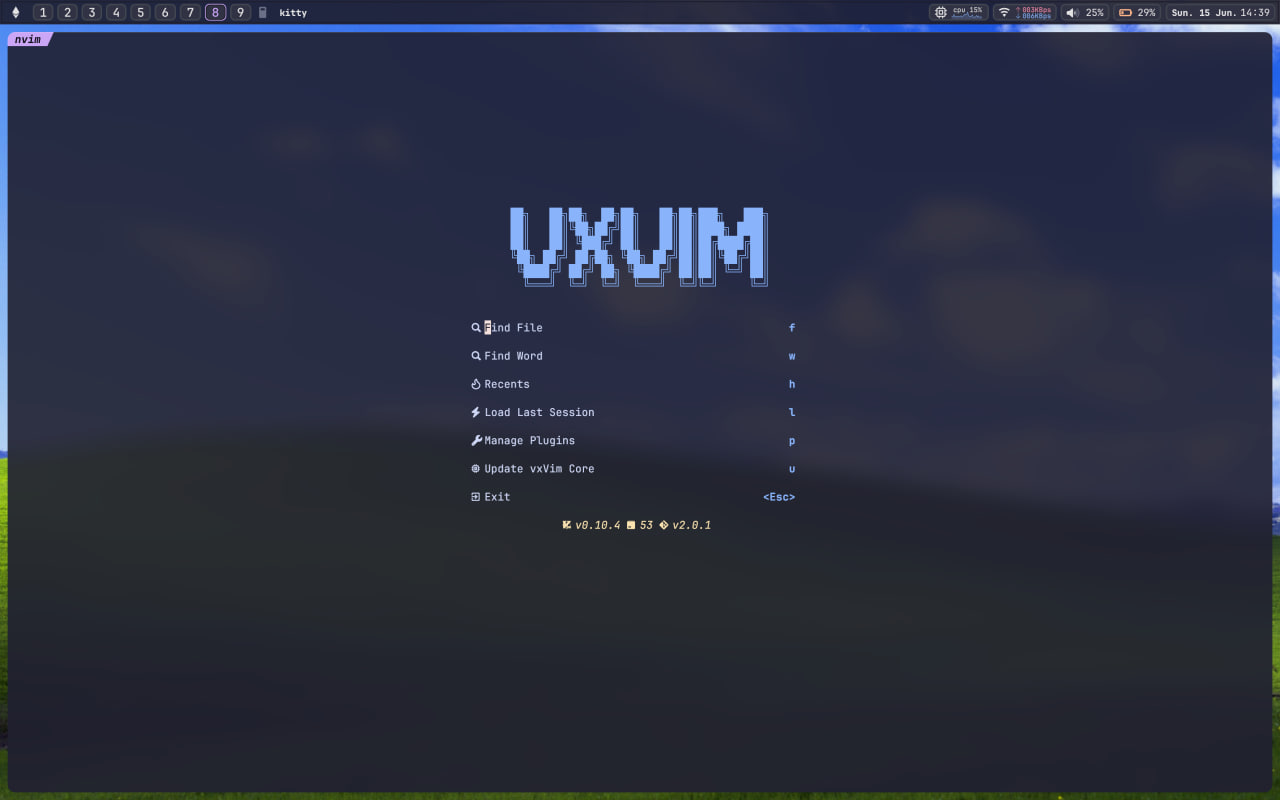 1 2 3 4 5 6 7 8 9 kitty cpu 15% 003KBps 006KBps 25% 29% Sun. 15 Jun. 14:39
nvim
VXVIM
Find File f
Find Word w
Recents h
Load Last Session l
Manage Plugins p
Update vxVim Core u
Exit <Esc>
v0.10.4 53 v2.0.1